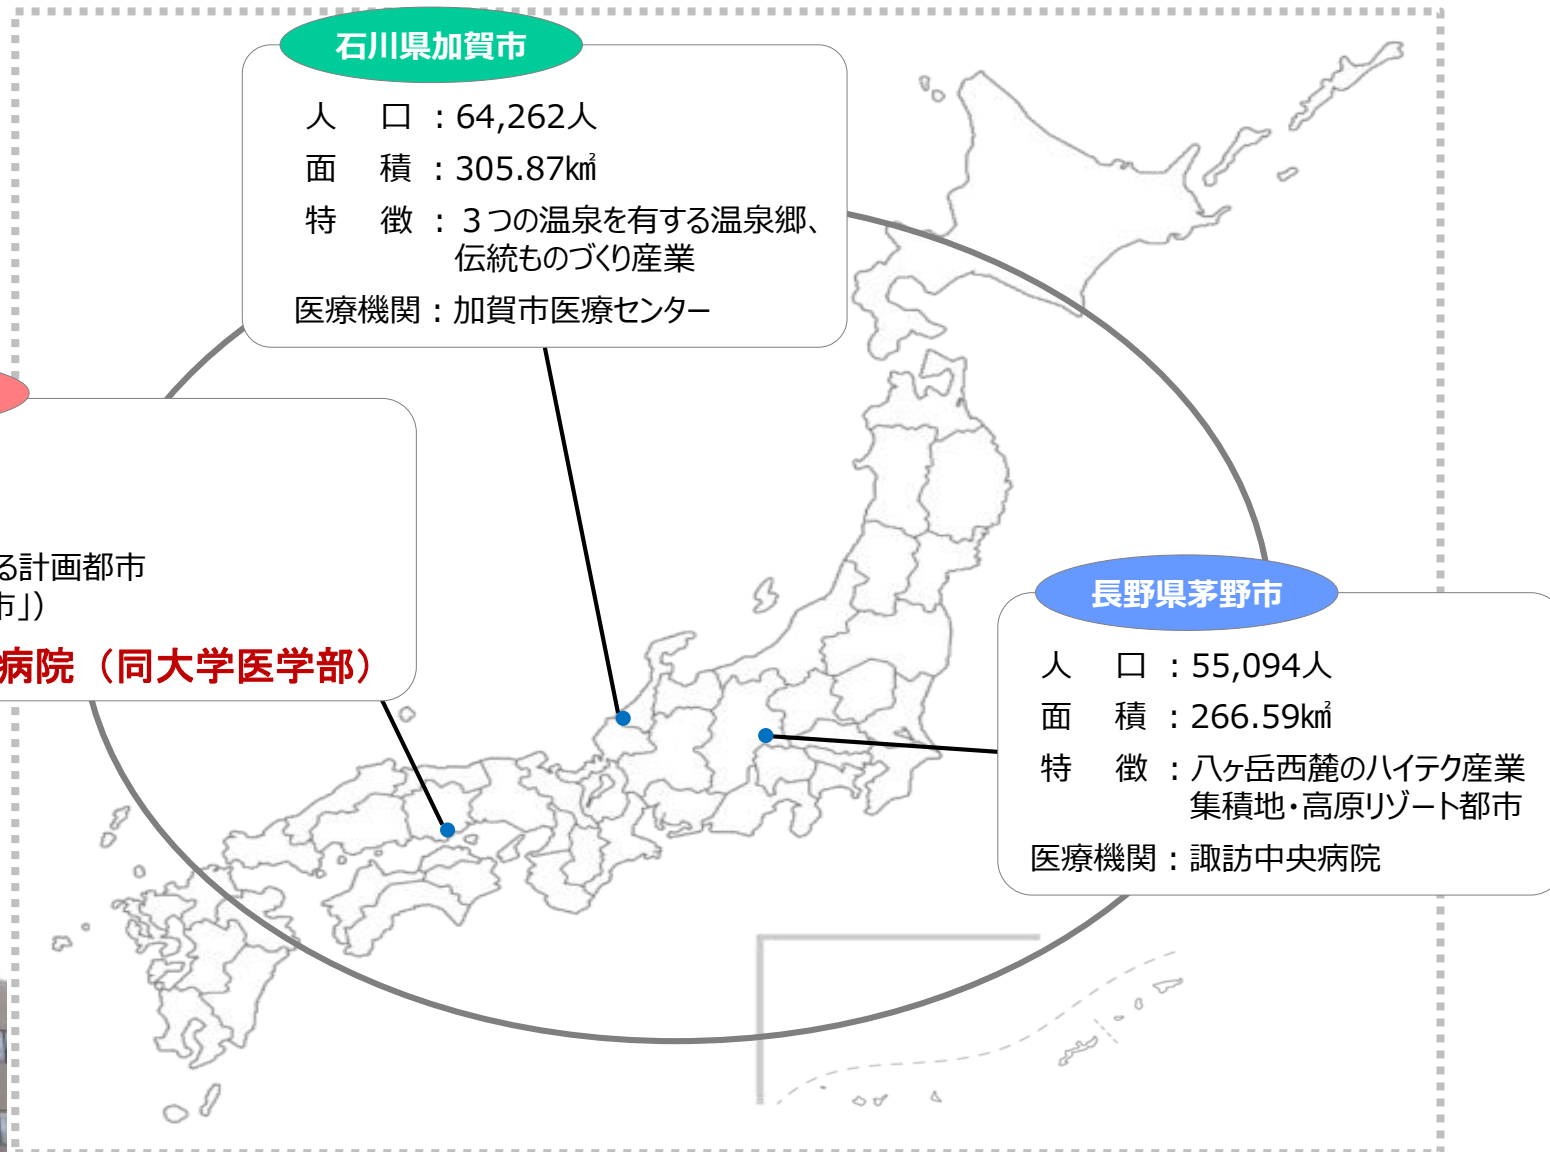 石川県加賀市
人　口 : 64,262人
面　積 : 305.87㎢
特　徴 : ３つの温泉を有する温泉郷、
伝統ものづくり産業
医療機関 : 加賀市医療センター
る計画都市
市」）
病院（同大学医学部）
長野県茅野市
人　口 : 55,094人
面　積 : 266.59㎢
特　徴 : 八ヶ岳西麓のハイテク産業
集積地・高原リゾート都市
医療機関 : 諏訪中央病院